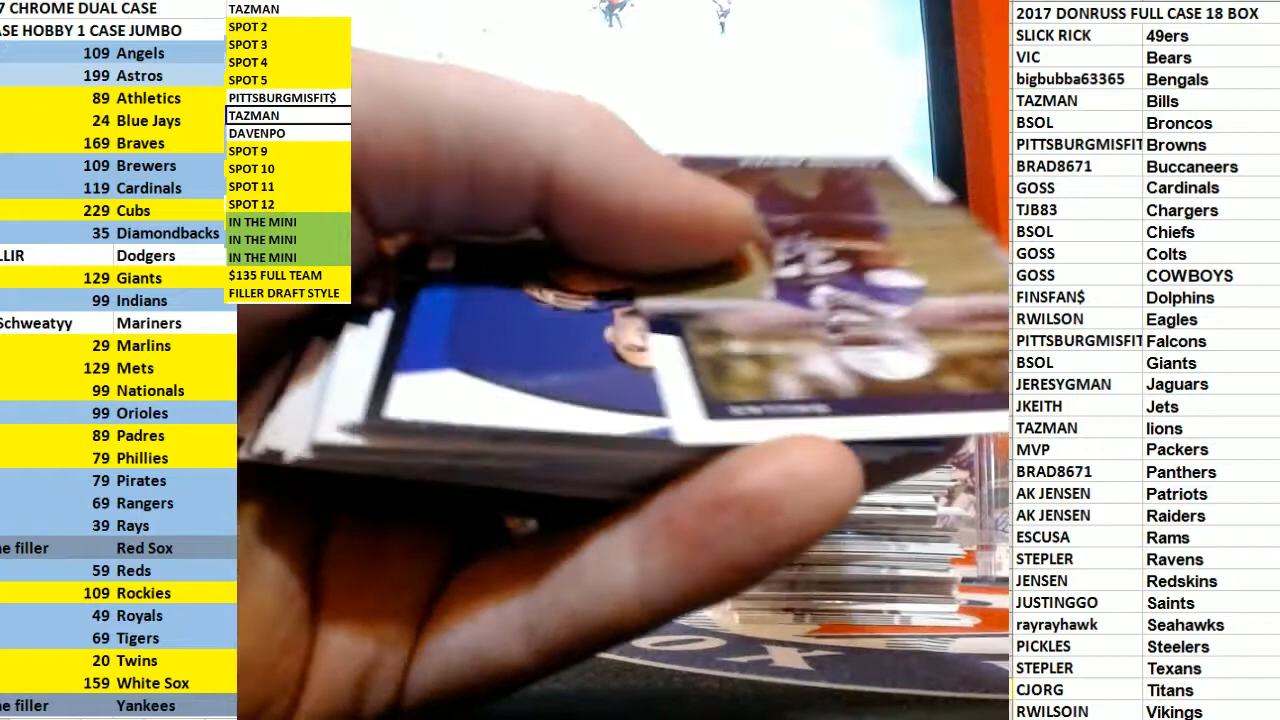 7 CHROME DUAL CASE
ASE HOBBY 1 CASE JUMBO
109 Angels
199 Astros
89 Athletics
24 Blue Jays
169 Braves
109 Brewers
119 Cardinals
229 Cubs
35 Diamondbacks
LLIR Dodgers
129 Giants
99 Indians
Schweatyy Mariners
29 Marlins
129 Mets
99 Nationals
99 Orioles
89 Padres
79 Phillies
79 Pirates
69 Rangers
39 Rays
ne filler Red Sox
59 Reds
109 Rockies
49 Royals
69 Tigers
20 Twins
159 White Sox
ne filler Yankees
TAZMAN
SPOT 2
SPOT 3
SPOT 4
SPOT 5
PITTSBURGMISFIT$
TAZMAN
DAVENPO
SPOT 9
SPOT 10
SPOT 11
SPOT 12
IN THE MINI
IN THE MINI
IN THE MINI
$135 FULL TEAM
FILLER DRAFT STYLE
OX
2017 DONRUSS FULL CASE 18 BOX
SLICK RICK 49ers
VIC Bears
bigbubba63365 Bengals
TAZMAN Bills
BSOL Broncos
PITTSBURGMISFIT Browns
BRAD8671 Buccaneers
GOSS Cardinals
TJB83 Chargers
BSOL Chiefs
GOSS Colts
GOSS COWBOYS
FINSFAN$ Dolphins
RWILSON Eagles
PITTSBURGMISFIT Falcons
BSOL Giants
JERESYGMAN Jaguars
JKEITH Jets
TAZMAN lions
MVP Packers
BRAD8671 Panthers
AK JENSEN Patriots
AK JENSEN Raiders
ESCUSA Rams
STEPLER Ravens
JENSEN Redskins
JUSTINGGO Saints
rayrayhawk Seahawks
PICKLES Steelers
STEPLER Texans
CJORG Titans
RWILSOIN Vikings